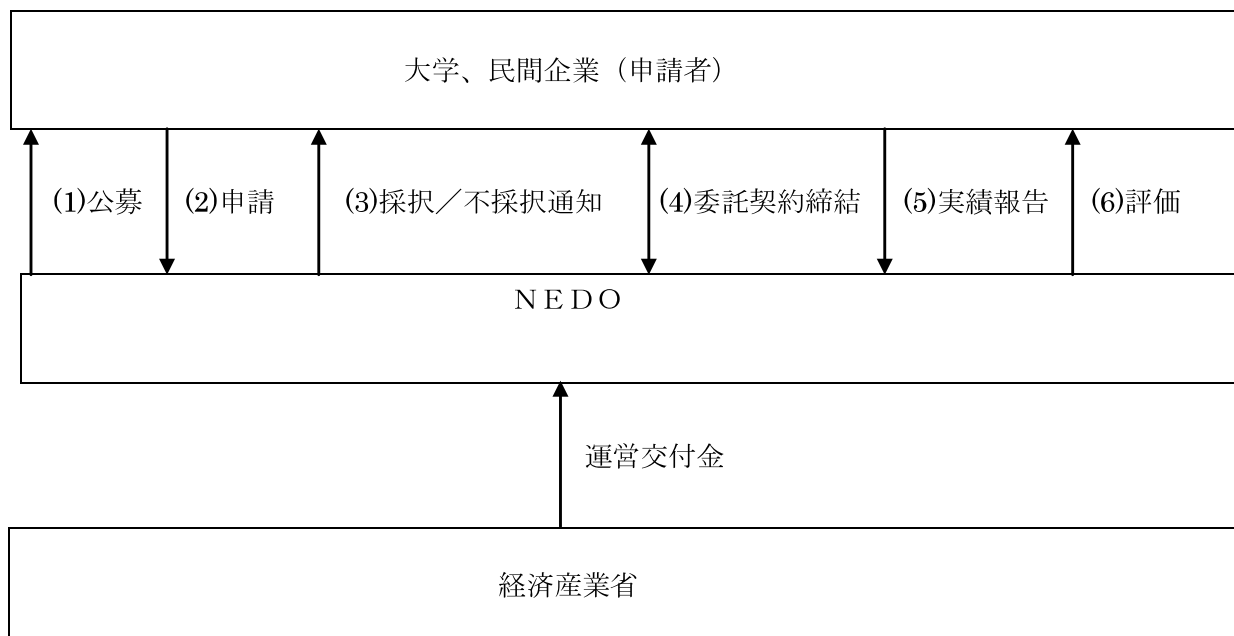 大学、民間企業（申請者）
(1)公募 (2)申請 (3)採択／不採択通知 (4)委託契約締結 (5)実績報告 (6)評価
ＮＥＤＯ
運営交付金
経済産業省